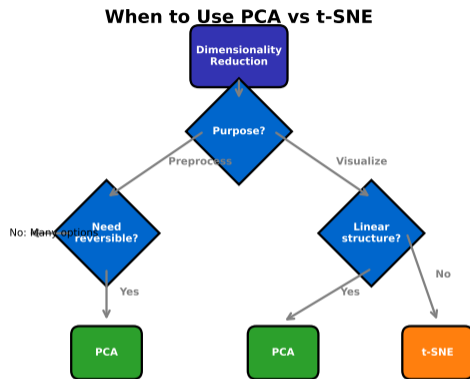 When to Use PCA vs t-SNE
Dimensionality
Reduction
Purpose?
Preprocess
Visualize
Need
reversible?
No: Many options
Linear
structure?
No
Yes
Yes
PCA
PCA
t-SNE